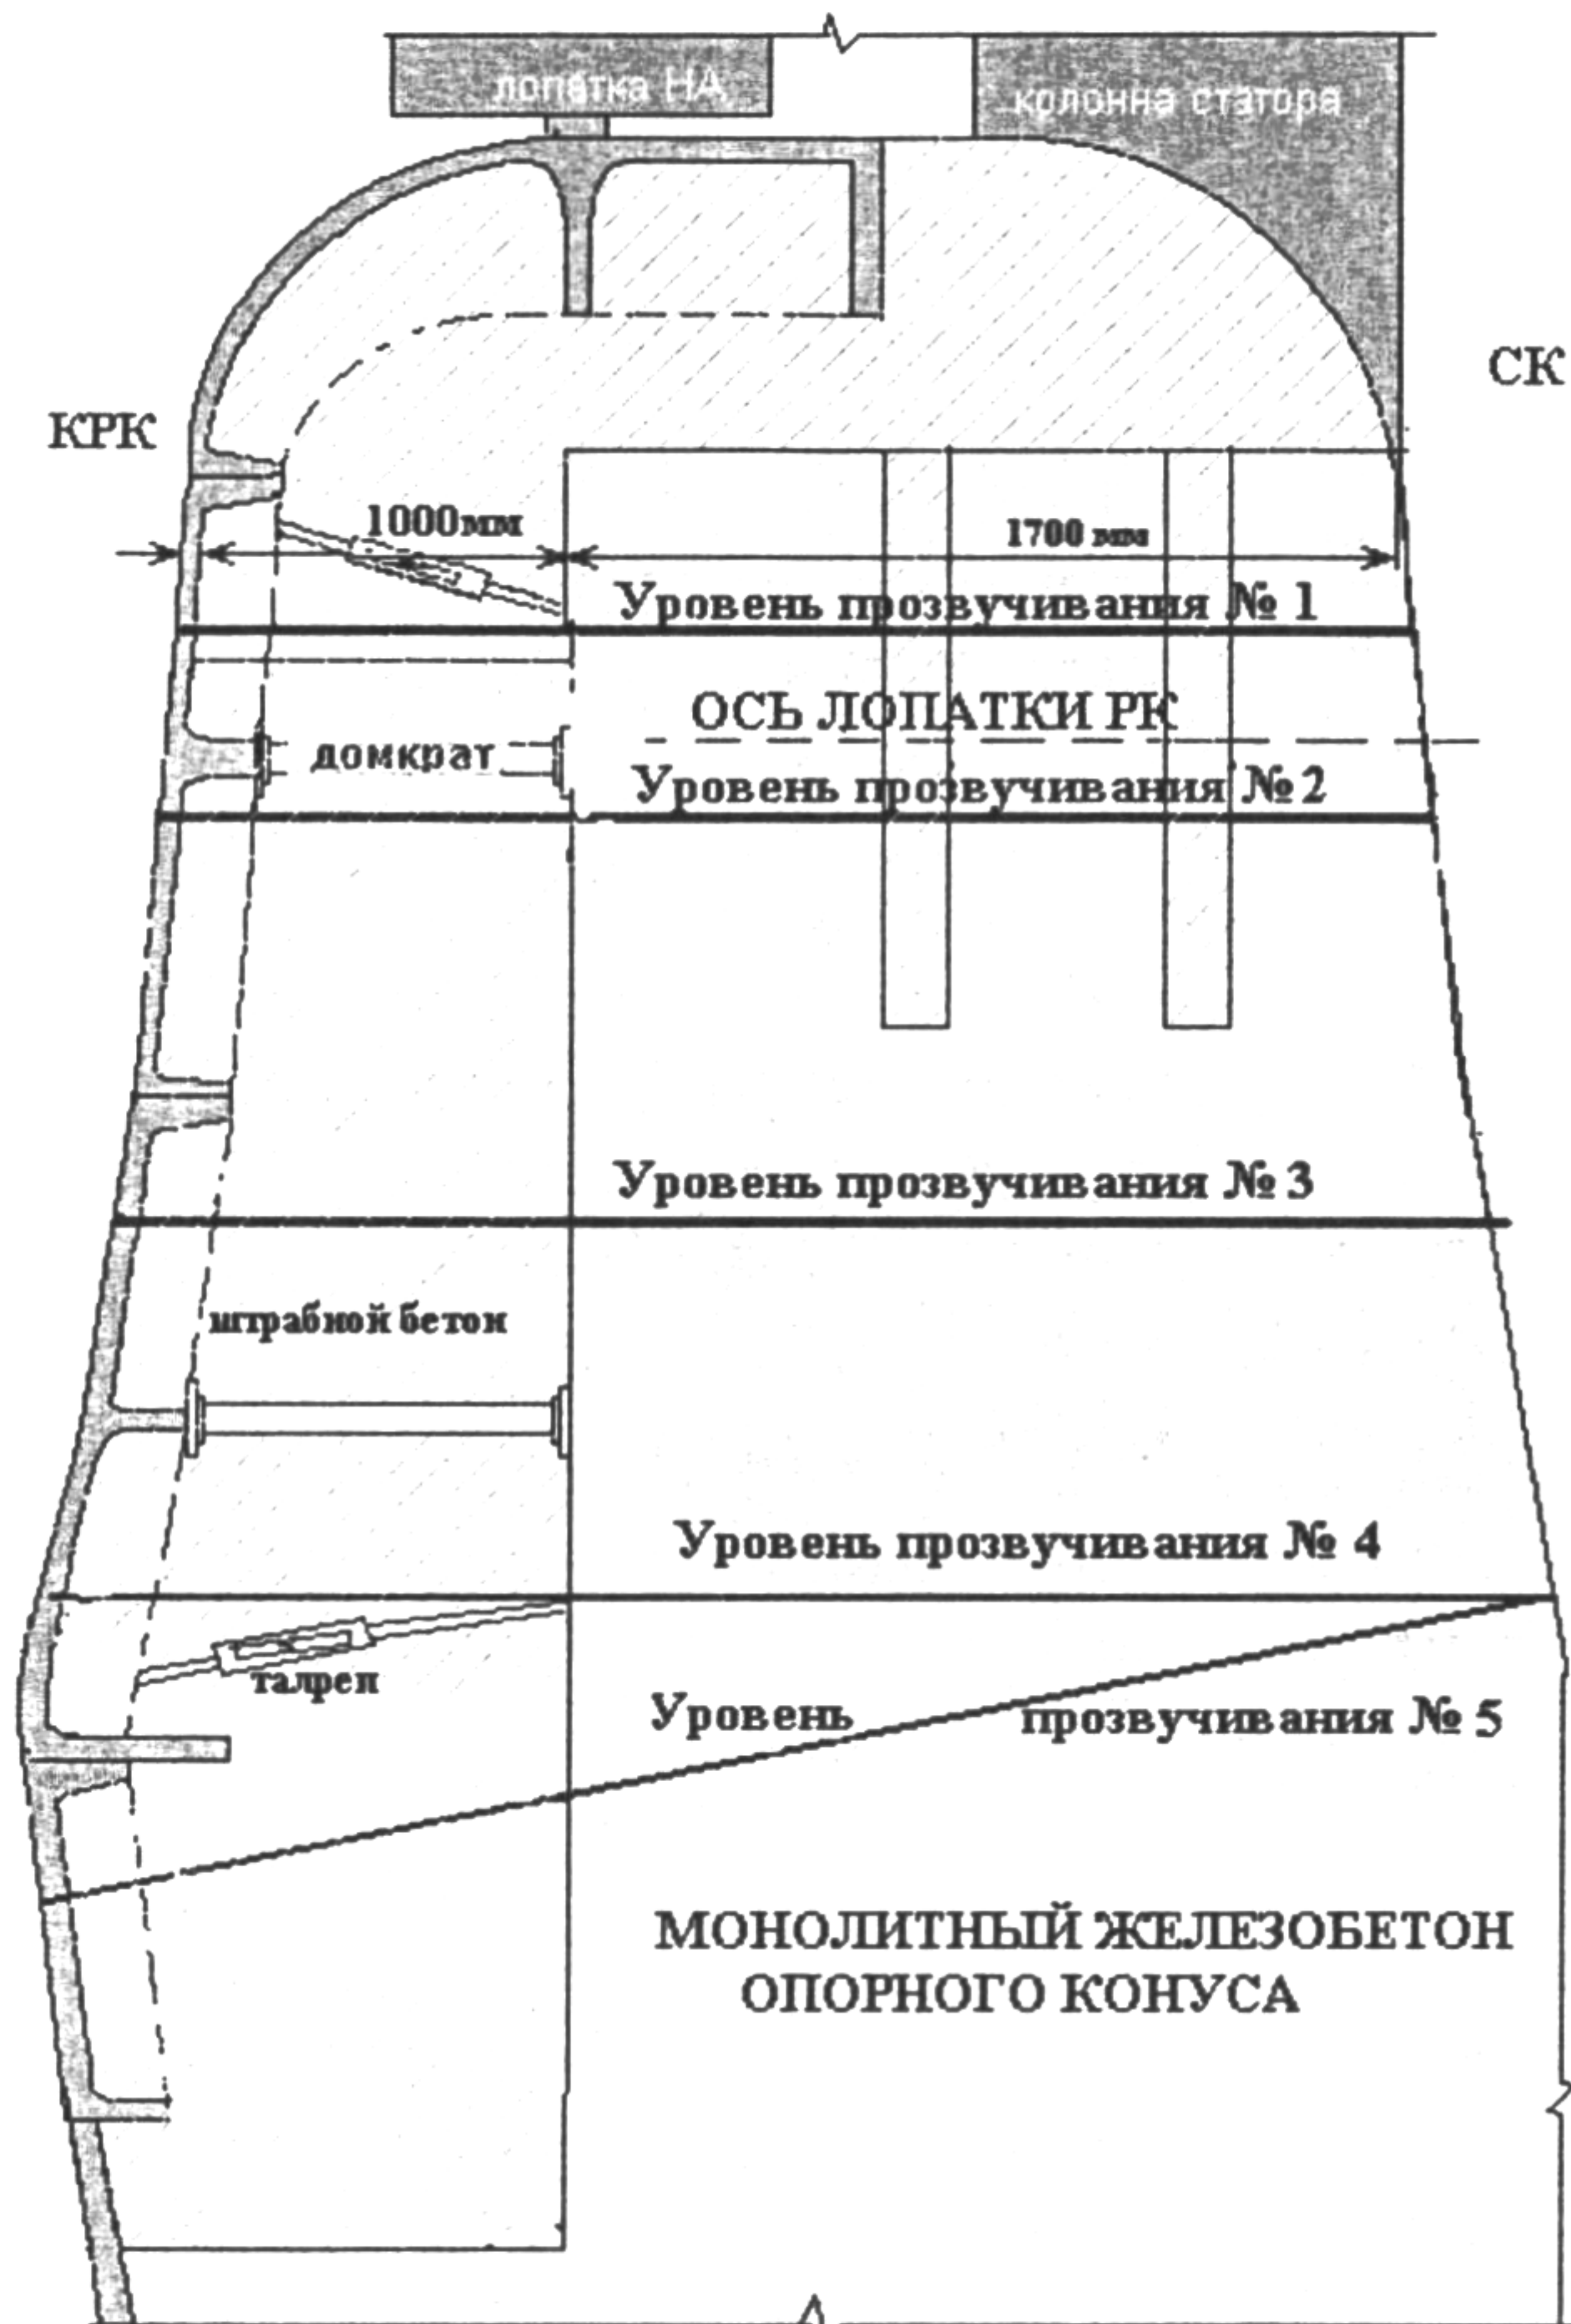 лопатка НА
колонна статора
СК
КРК
1000мм
1700 мм
Уровень прозвучивания № 1
ОСЬ ЛОПАТКИ РК
домкрат
Уровень прозвучивания № 2
Уровень прозвучивания № 3
штрабной бетон
Уровень прозвучивания № 4
талреп
Уровень прозвучивания № 5
МОНОЛИТНЫЙ ЖЕЛЕЗОБЕТОН
ОПОРНОГО КОНУСА